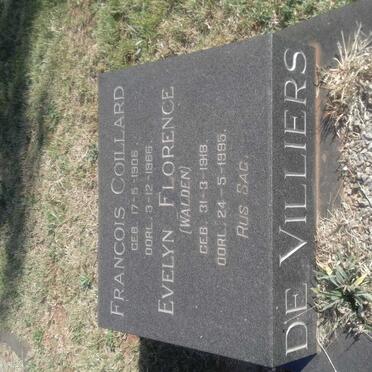 FRANCOIS COILLARD
GEB. 17-5-1906
OORL. 3-12-1966.
EVELYN FLORENCE
(WALDEN)
GEB. 31-3-1918.
OORL. 24-5-1995.
RUS SAG.
DE VILLIERS